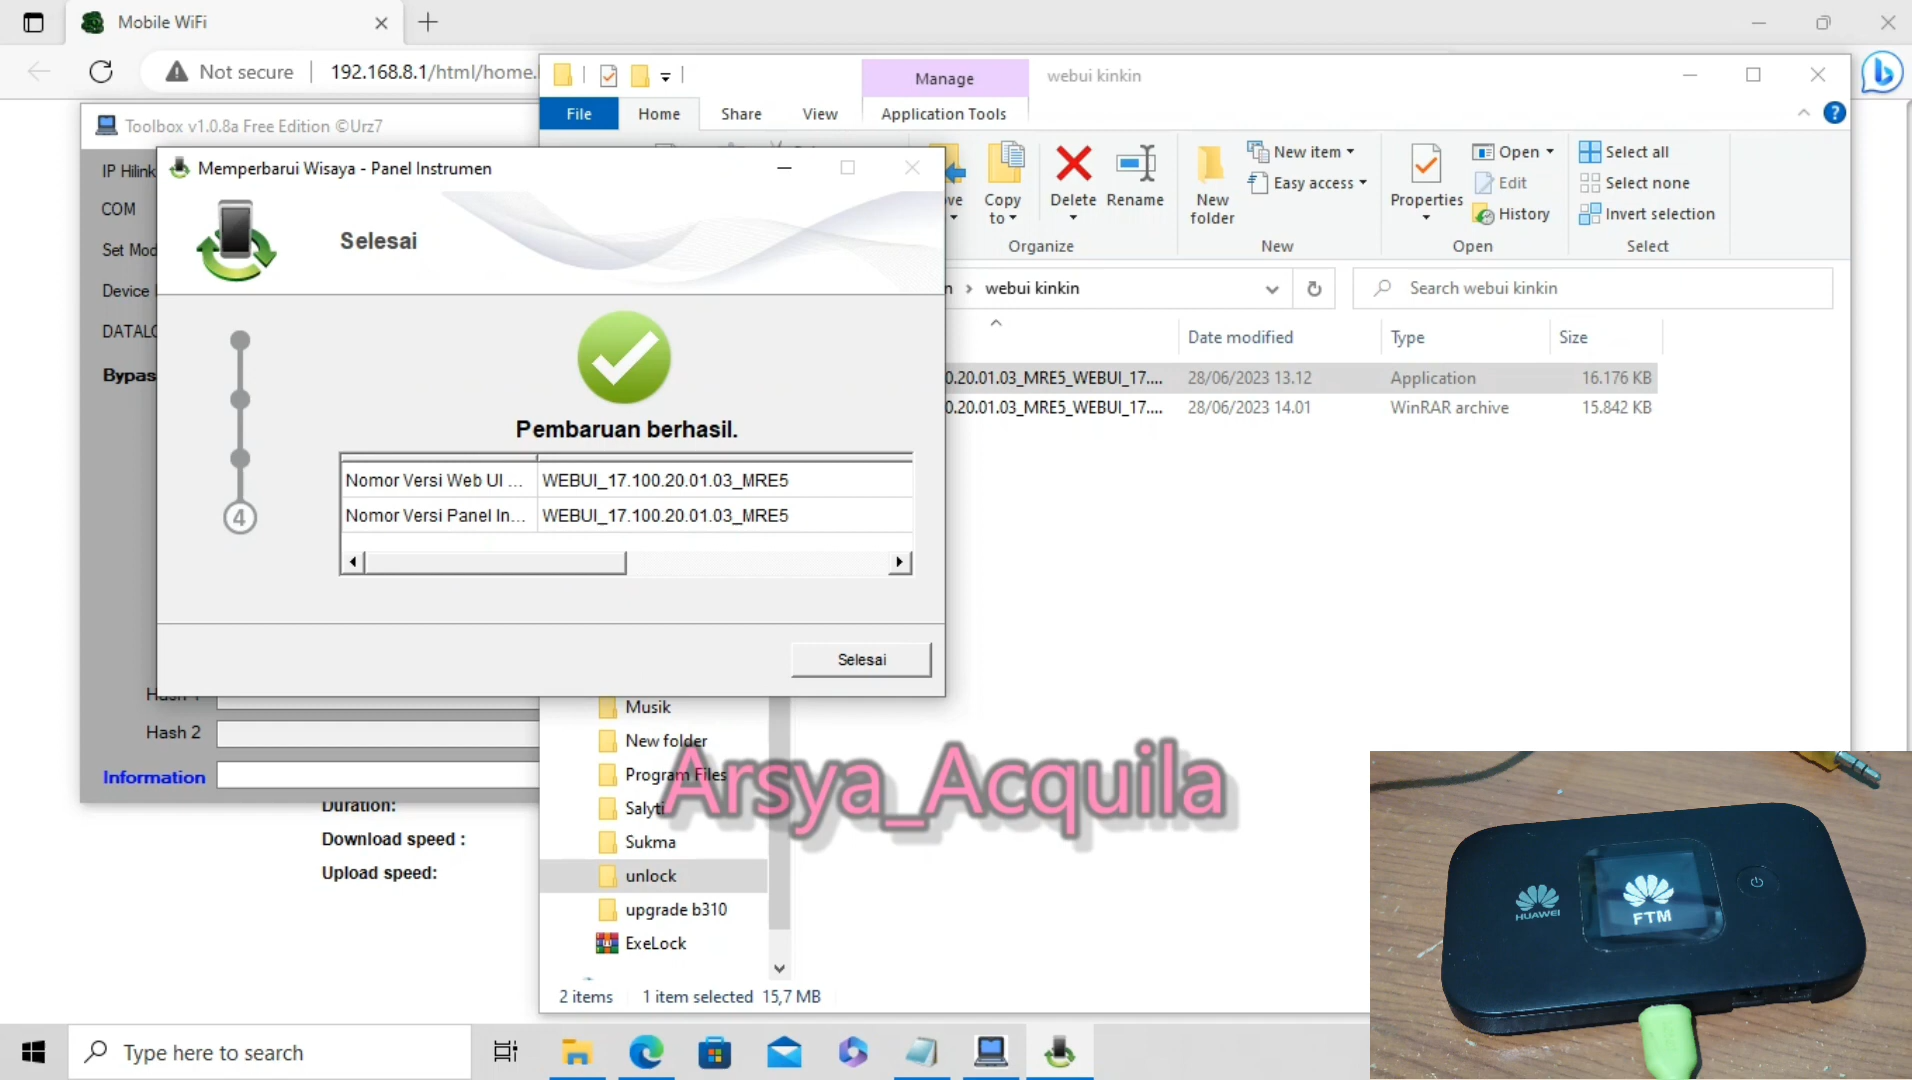 Mobile WiFi
Not secure
192.168.8.1/html/home.
Manage
webui kinkin
File
Home
Share
View
Application Tools
Toolbox v1.0.8a Free Edition ©Urz7
IP Hilink
COM
Set Mod
Device
DATALO
Bypas
Hash 2
Information
Duration:
Download speed :
Upload speed:
Memperbarui Wisaya - Panel Instrumen
Selesai
4
Pembaruan berhasil.
Nomor Versi Web UI ...
WEBUI_17.100.20.01.03_MRE5
Nomor Versi Panel In...
WEBUI_17.100.20.01.03_MRE5
Selesai
Copy to
Delete
Rename
Organize
New folder
New item
Easy access
New
Properties
Open
Edit
History
Open
Select all
Select none
Invert selection
Select
webui kinkin
Search webui kinkin
Date modified
Type
Size
0.20.01.03_MRE5_WEBUI_17....
28/06/2023 13.12
Application
16.176 KB
0.20.01.03_MRE5_WEBUI_17....
28/06/2023 14.01
WinRAR archive
15.842 KB
Musik
New folder
Program Files
Salyti
Sukma
unlock
upgrade b310
ExeLock
2 items
1 item selected 15,7 MB
Arsya_Acquila
HUAWEI
FTM
Type here to search